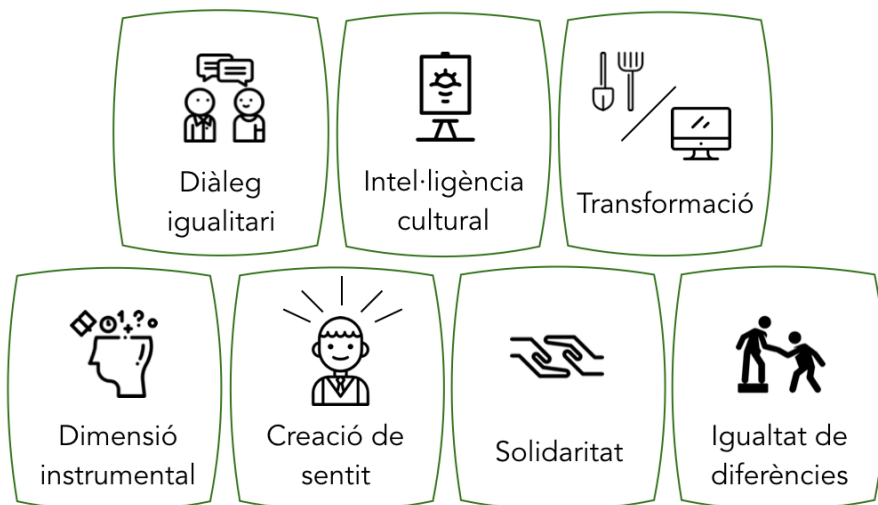 Diàleg
igualitari
Intel·ligència
cultural
Transformació
Dimensió
instrumental
Creació de
sentit
Solidaritat
Igualtat de
diferències